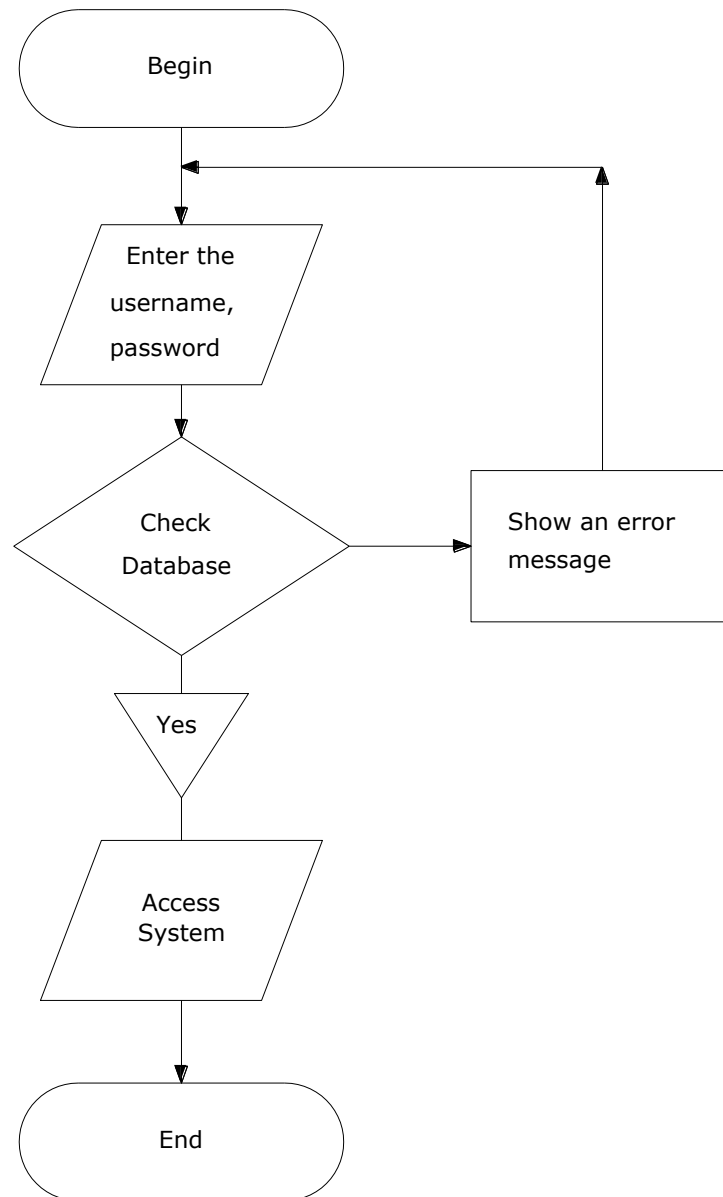 Begin
Enter the
username,
password
Check
Database
Show an error
message
Yes
Access
System
End